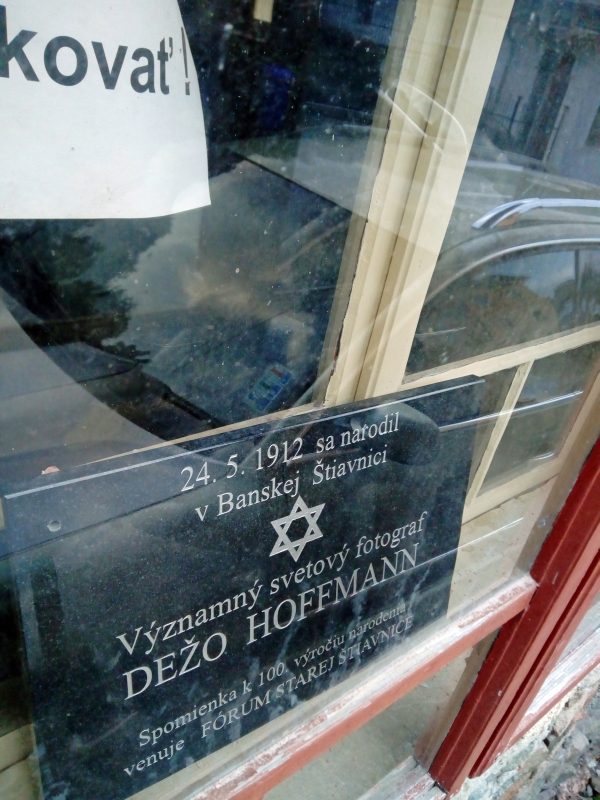 kovať!
24. 5. 1912 sa narodil
v Banskej Štiavnici
Významný svetový fotograf
DEŽO HOFFMANN
Spomienka k 100. výročiu narodenia
venuje FÓRUM STAREJ ŠTIAVNICE